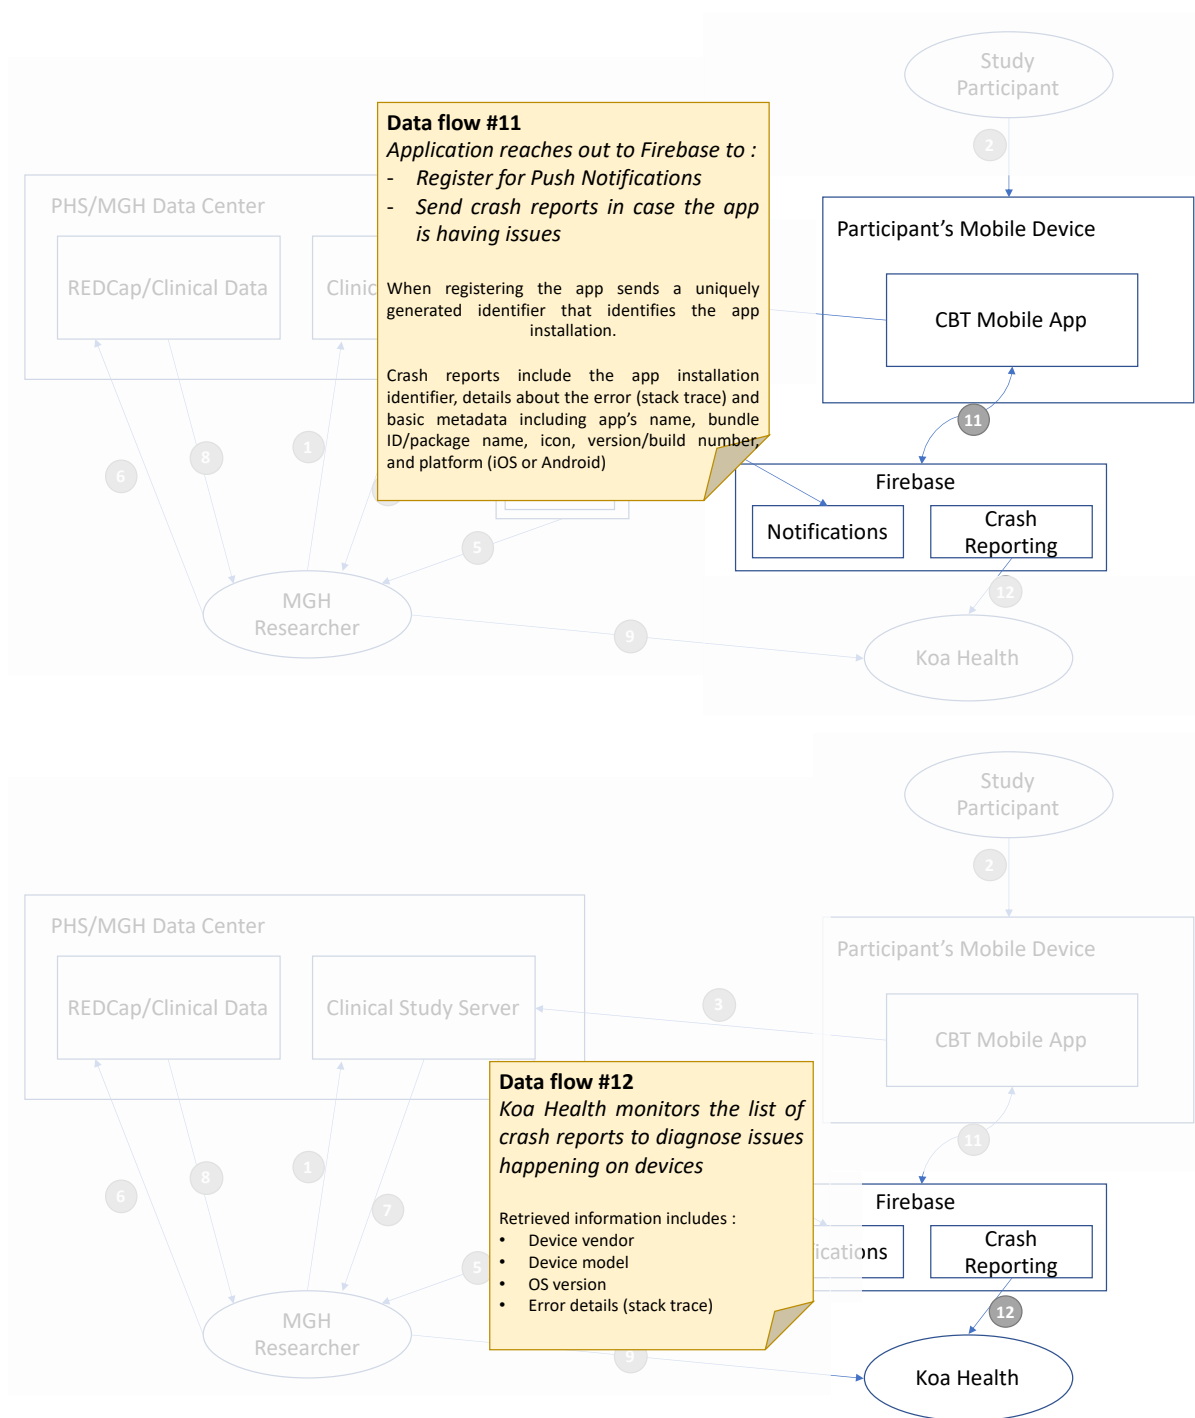 Study
Participant
2
Data flow #11
Application reaches out to Firebase to :
- Register for Push Notifications
- Send crash reports in case the app
is having issues
When registering the app sends a uniquely
generated identifier that identifies the app
installation.
Crash reports include the app installation
identifier, details about the error (stack trace) and
basic metadata including app's name, bundle
ID/package name, icon, version/build number,
and platform (iOS or Android)
PHS/MGH Data Center
REDCap/Clinical Data
Clinic
Participant's Mobile Device
CBT Mobile App
11
Firebase
Notifications
Crash
Reporting
6
8
1
5
12
MGH
Researcher
9
Koa Health
Study
Participant
2
PHS/MGH Data Center
REDCap/Clinical Data
Clinical Study Server
3
Participant's Mobile Device
CBT Mobile App
11
Data flow #12
Koa Health monitors the list of
crash reports to diagnose issues
happening on devices
Retrieved information includes :
• Device vendor
• Device model
• OS version
• Error details (stack trace)
Firebase
ications
Crash
Reporting
6
8
1
7
5
12
MGH
Researcher
9
Koa Health